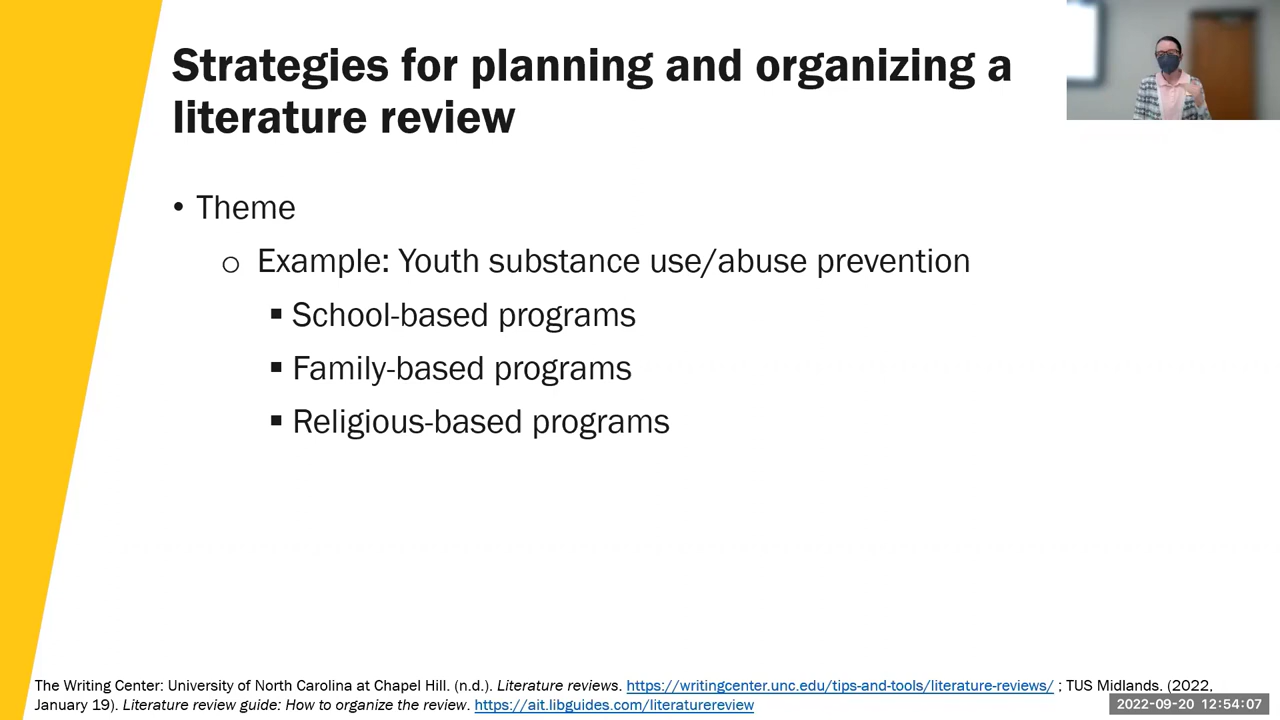 Strategies for planning and organizing a
literature review
• Theme
o Example: Youth substance use/abuse prevention
▪ School-based programs
▪ Family-based programs
▪ Religious-based programs
The Writing Center: University of North Carolina at Chapel Hill. (n.d.). Literature reviews. https://writingcenter.unc.edu/tips-and-tools/literature-reviews/ ; TUS Midlands. (2022,
January 19). Literature review guide: How to organize the review. https://ait.libguides.com/literaturereview
2022-09-20 12:54:07